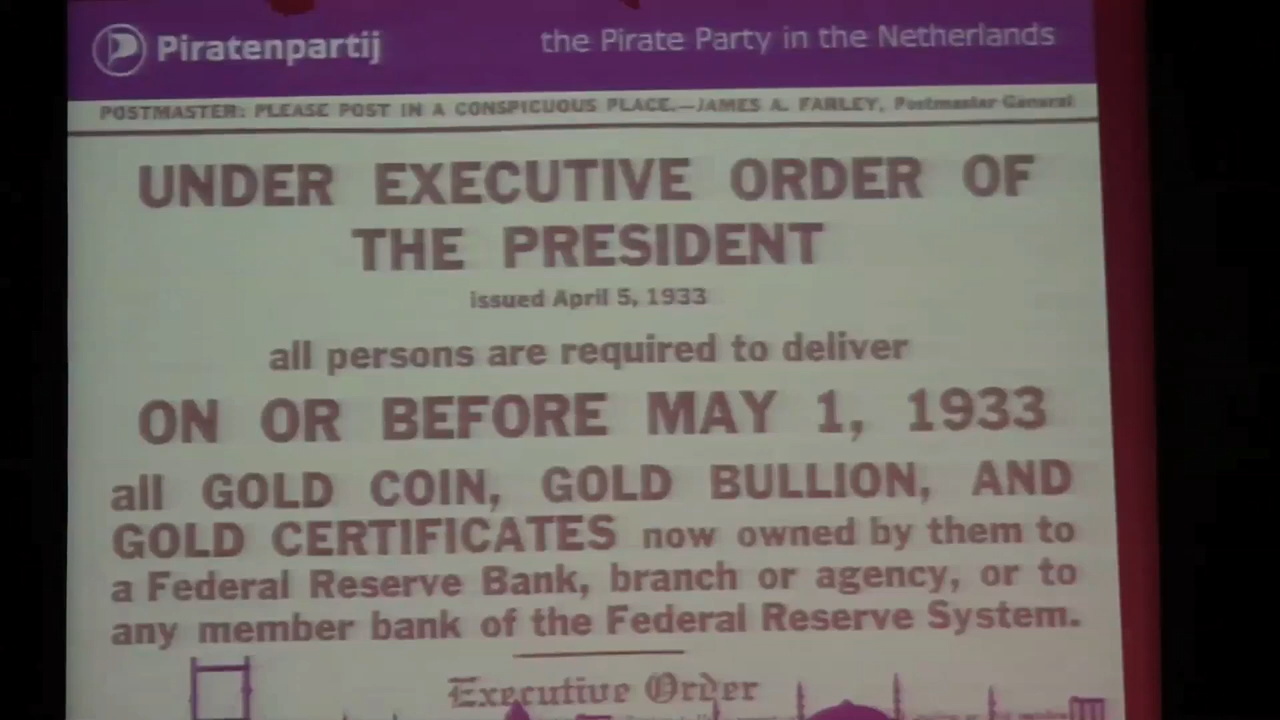 Piratenpartij
the Pirate Party in the Netherlands
POSTMASTER: PLEASE POST IN A CONSPICUOUS PLACE.—JAMES A. FARLEY, Postmaster General
UNDER EXECUTIVE ORDER OF
THE PRESIDENT
issued April 5, 1933
all persons are required to deliver
ON OR BEFORE MAY 1, 1933
all GOLD COIN, GOLD BULLION, AND
GOLD CERTIFICATES now owned by them to
a Federal Reserve Bank, branch or agency, or to
any member bank of the Federal Reserve System.
Executive Order